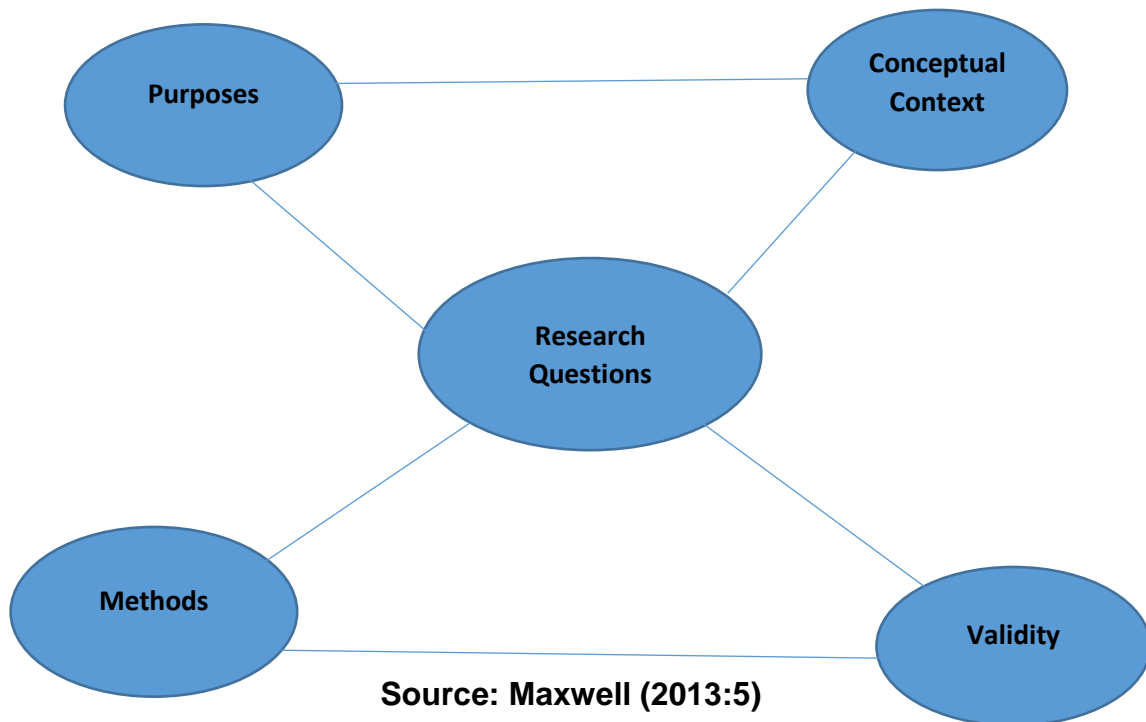 Purposes
Conceptual
Context
Research
Questions
Methods
Validity
Source: Maxwell (2013:5)